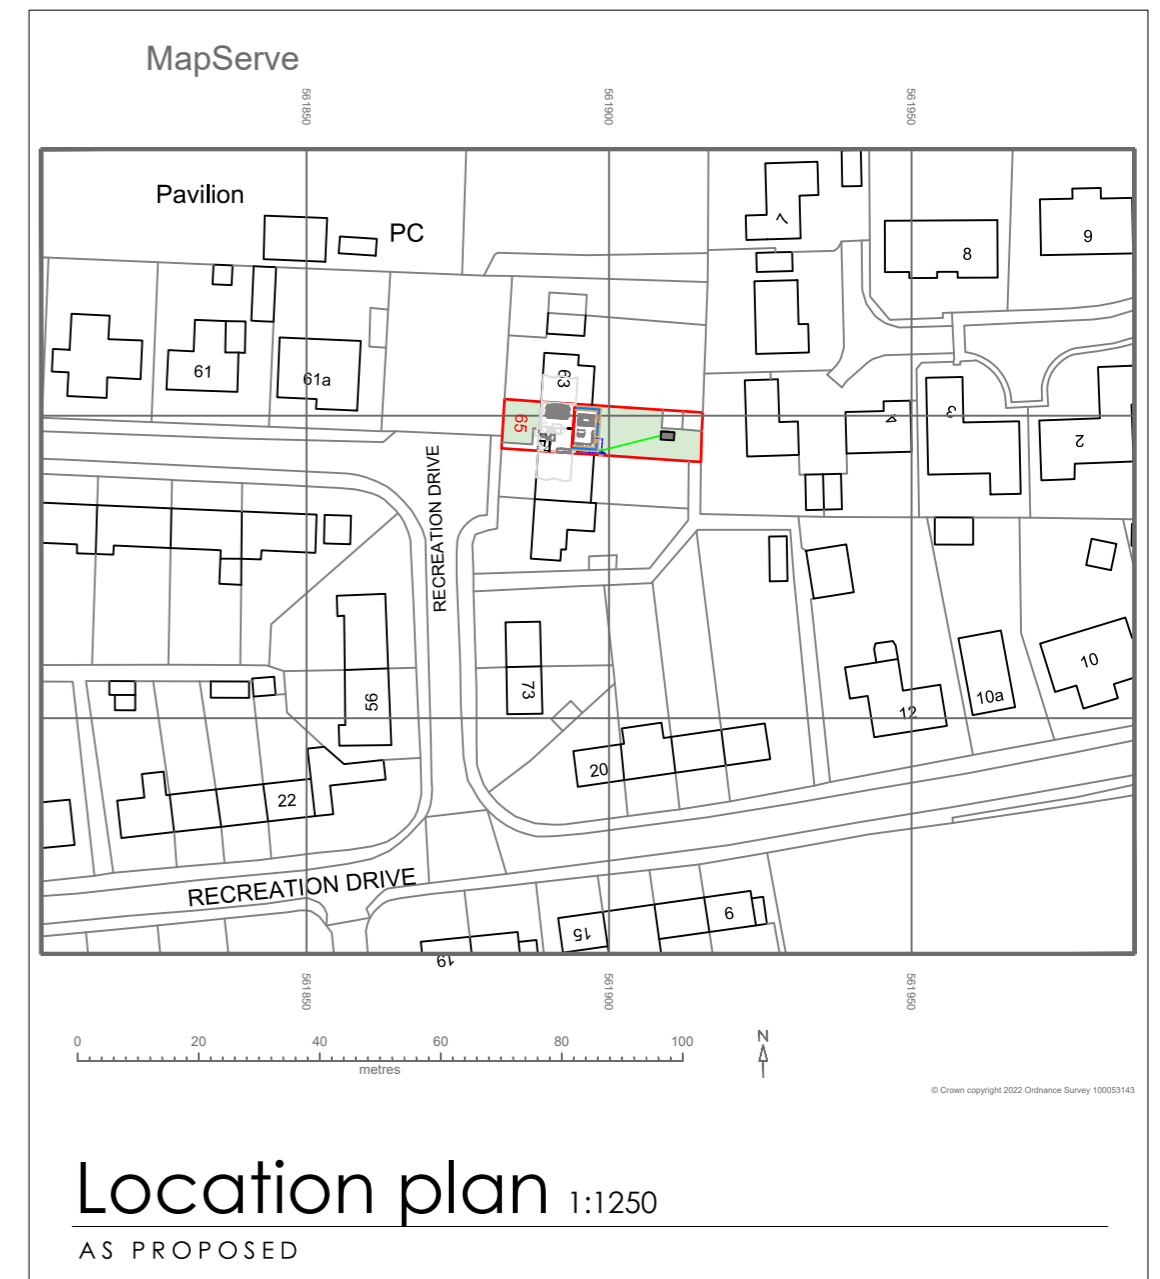 MapServe
561850
561900
561950
Pavilion
PC
7
8
9
61
61a
63
65
4
3
2
RECREATION DRIVE
56
73
12
10a
10
20
22
RECREATION DRIVE
15
9
19
561850
561900
561950
0 20 40 60 80 100
metres
N
© Crown copyright 2022 Ordnance Survey 100053143
Location plan 1:1250
AS PROPOSED